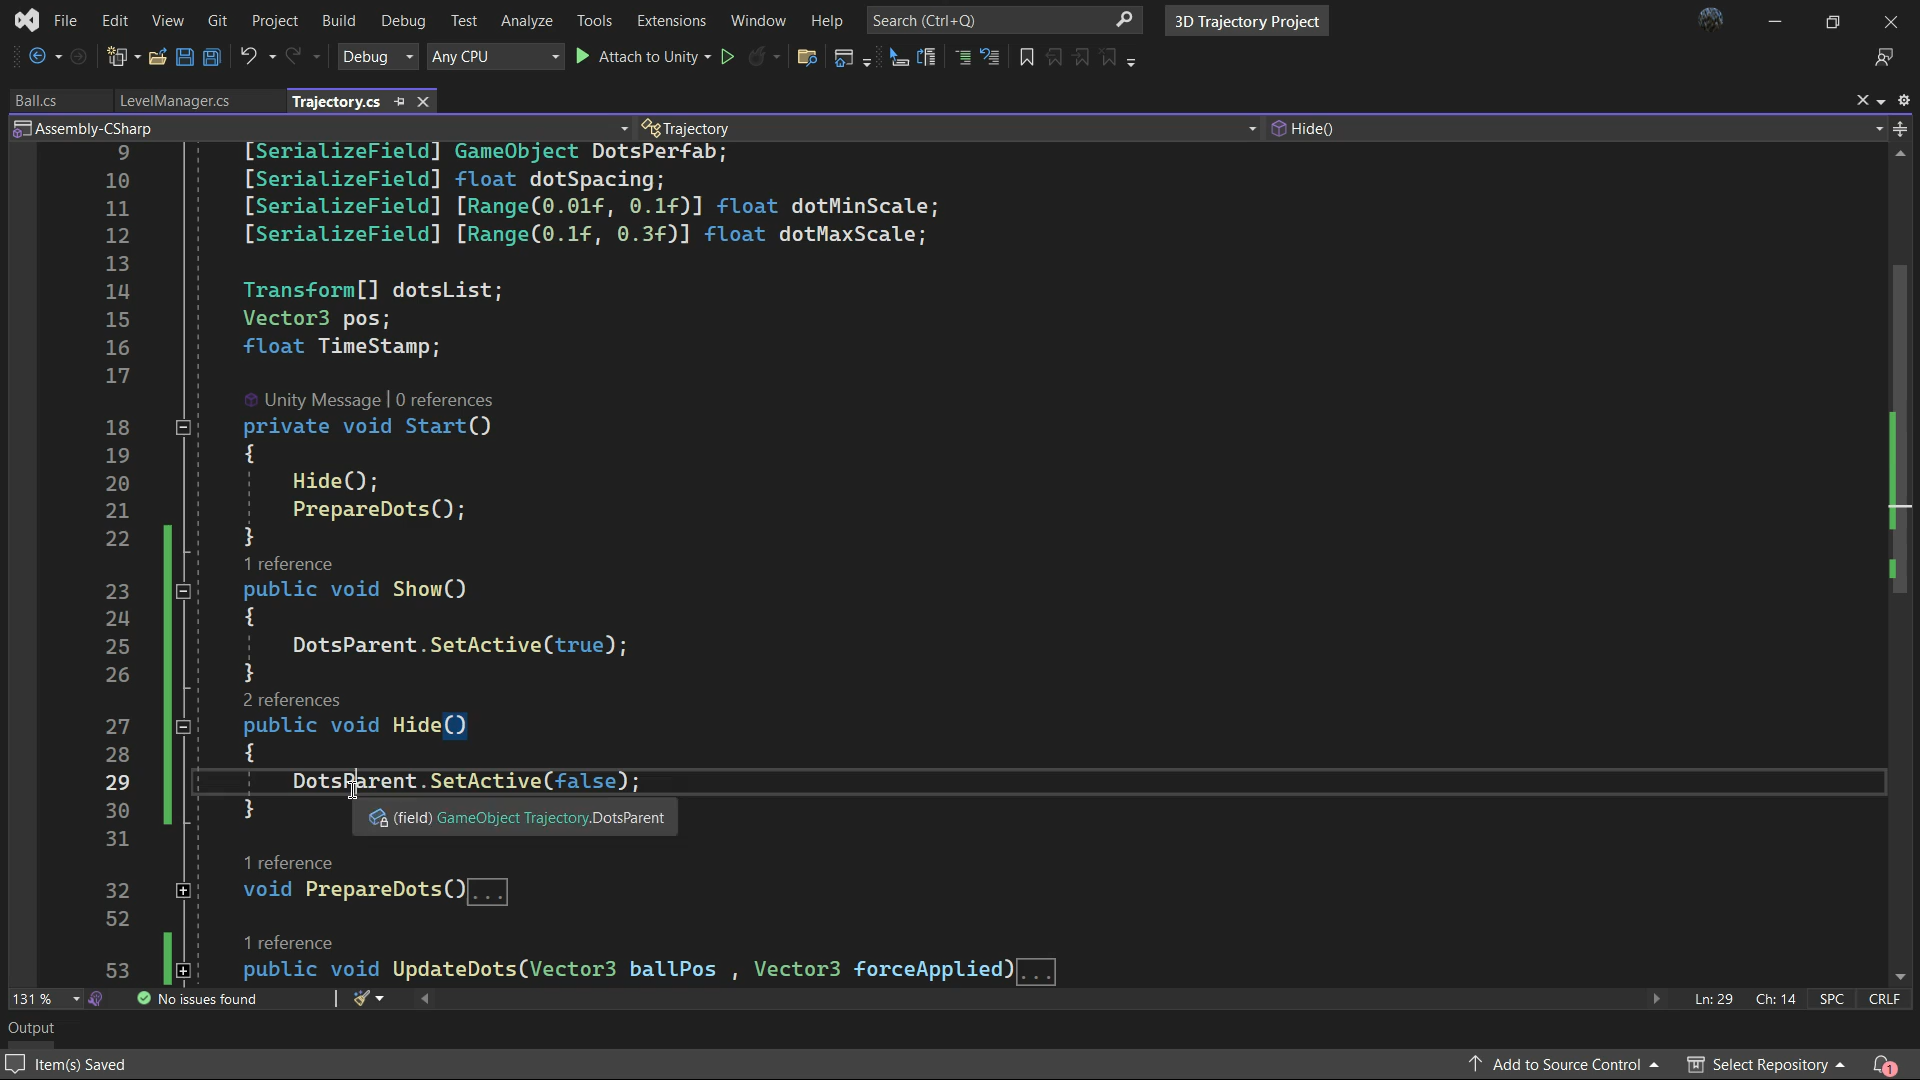 File Edit View Git Project Build Debug Test Analyze Tools Extensions Window Help Search (Ctrl+Q) 3D Trajectory Project
Debug Any CPU Attach to Unity
Ball.cs LevelManager.cs Trajectory.cs
Assembly-CSharp Trajectory Hide()
9 [SerializeField] GameObject DotsPerfab;
10 [SerializeField] float dotSpacing;
11 [SerializeField] [Range(0.01f, 0.1f)] float dotMinScale;
12 [SerializeField] [Range(0.1f, 0.3f)] float dotMaxScale;
13
14 Transform[] dotsList;
15 Vector3 pos;
16 float TimeStamp;
17
Unity Message | 0 references
18 private void Start()
19 {
20 Hide();
21 PrepareDots();
22 }
1 reference
23 public void Show()
24 {
25 DotsParent.SetActive(true);
26 }
2 references
27 public void Hide()
28 {
29 DotsParent.SetActive(false);
30 }
(field) GameObject Trajectory.DotsParent
31
1 reference
32 void PrepareDots()...
52
1 reference
53 public void UpdateDots(Vector3 ballPos , Vector3 forceApplied)...
131 % No issues found Ln: 29 Ch: 14 SPC CRLF
Output
Item(s) Saved Add to Source Control Select Repository 1